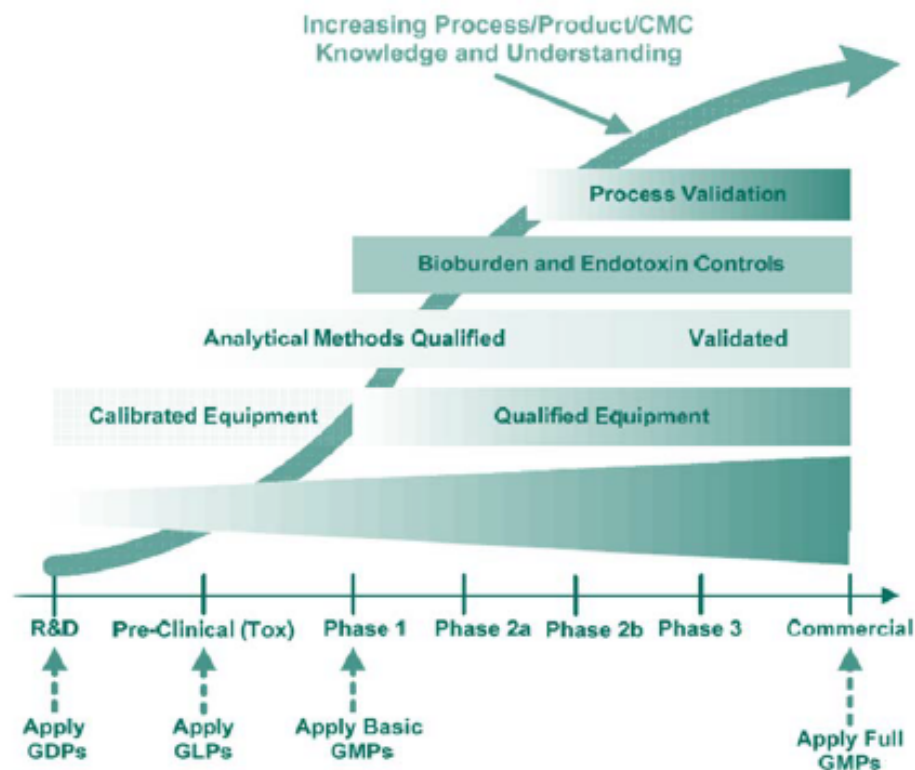 Increasing Process/Product/CMC
Knowledge and Understanding
Process Validation
Bioburden and Endotoxin Controls
Analytical Methods Qualified
Validated
Calibrated Equipment
Qualified Equipment
R&D
Pre-Clinical (Tox)
Phase 1
Phase 2a
Phase 2b
Phase 3
Commercial
Apply
GDPs
Apply
GLPs
Apply Basic
GMPs
Apply Full
GMPs